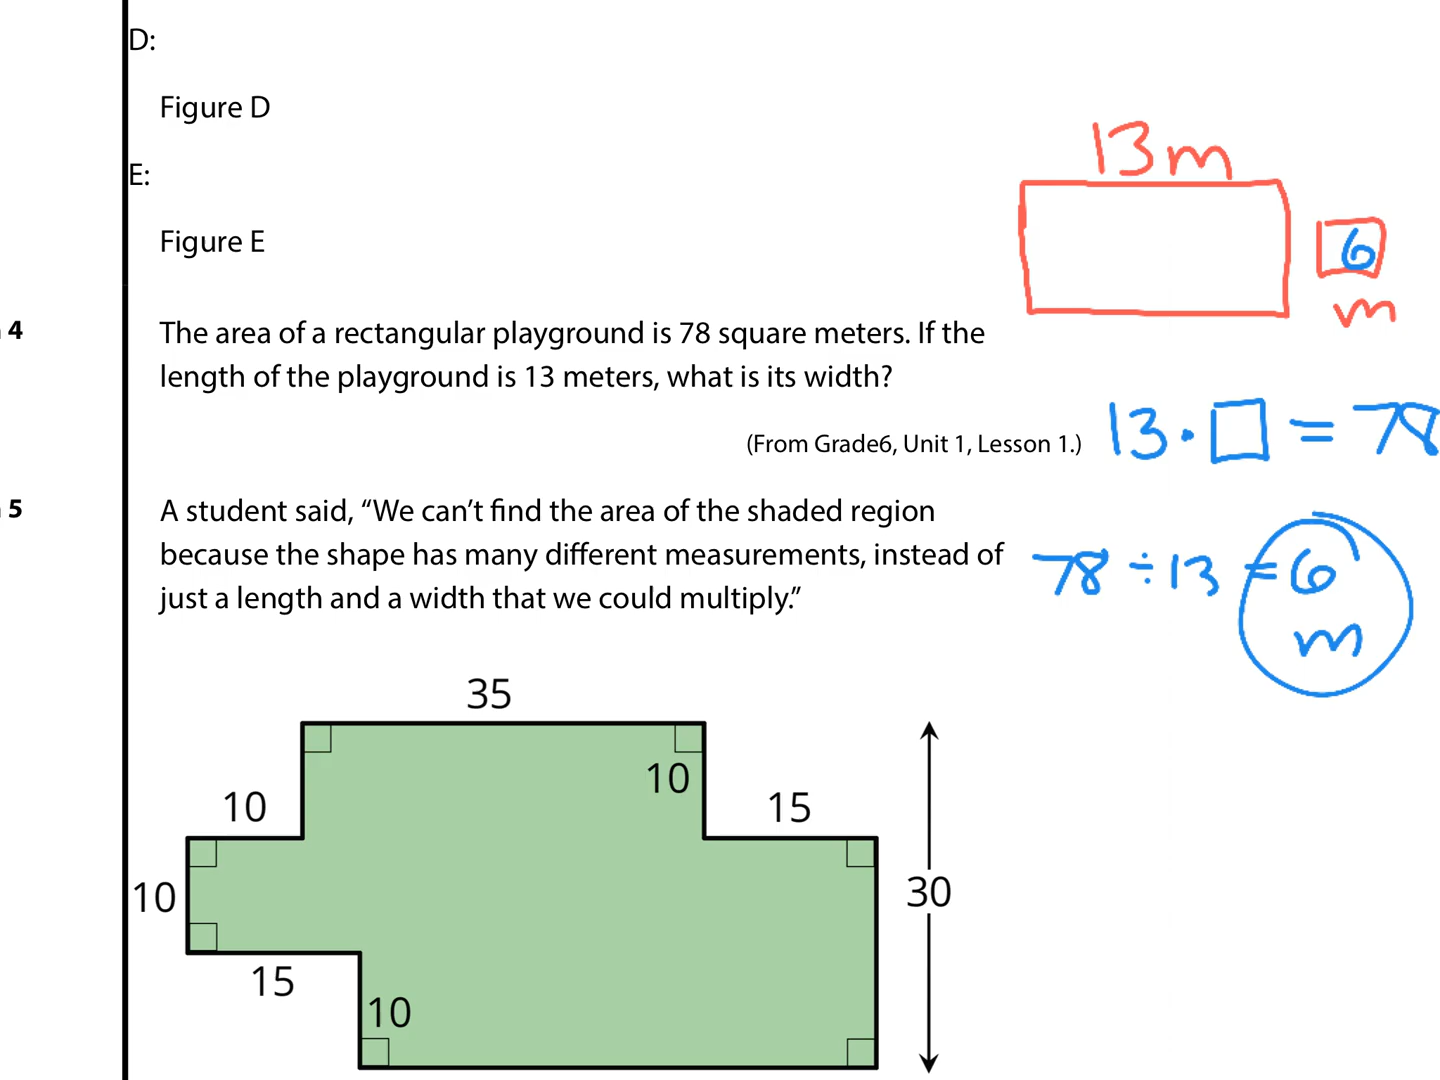 D:
Figure D
E:
Figure E
13 m
6
m
4
The area of a rectangular playground is 78 square meters. If the
length of the playground is 13 meters, what is its width?
(From Grade6, Unit 1, Lesson 1.)
13 · □ = 78
5
A student said, “We can’t find the area of the shaded region
because the shape has many different measurements, instead of
just a length and a width that we could multiply.”
78 ÷ 13 = 6
m
35
10
10
15
10
30
15
10